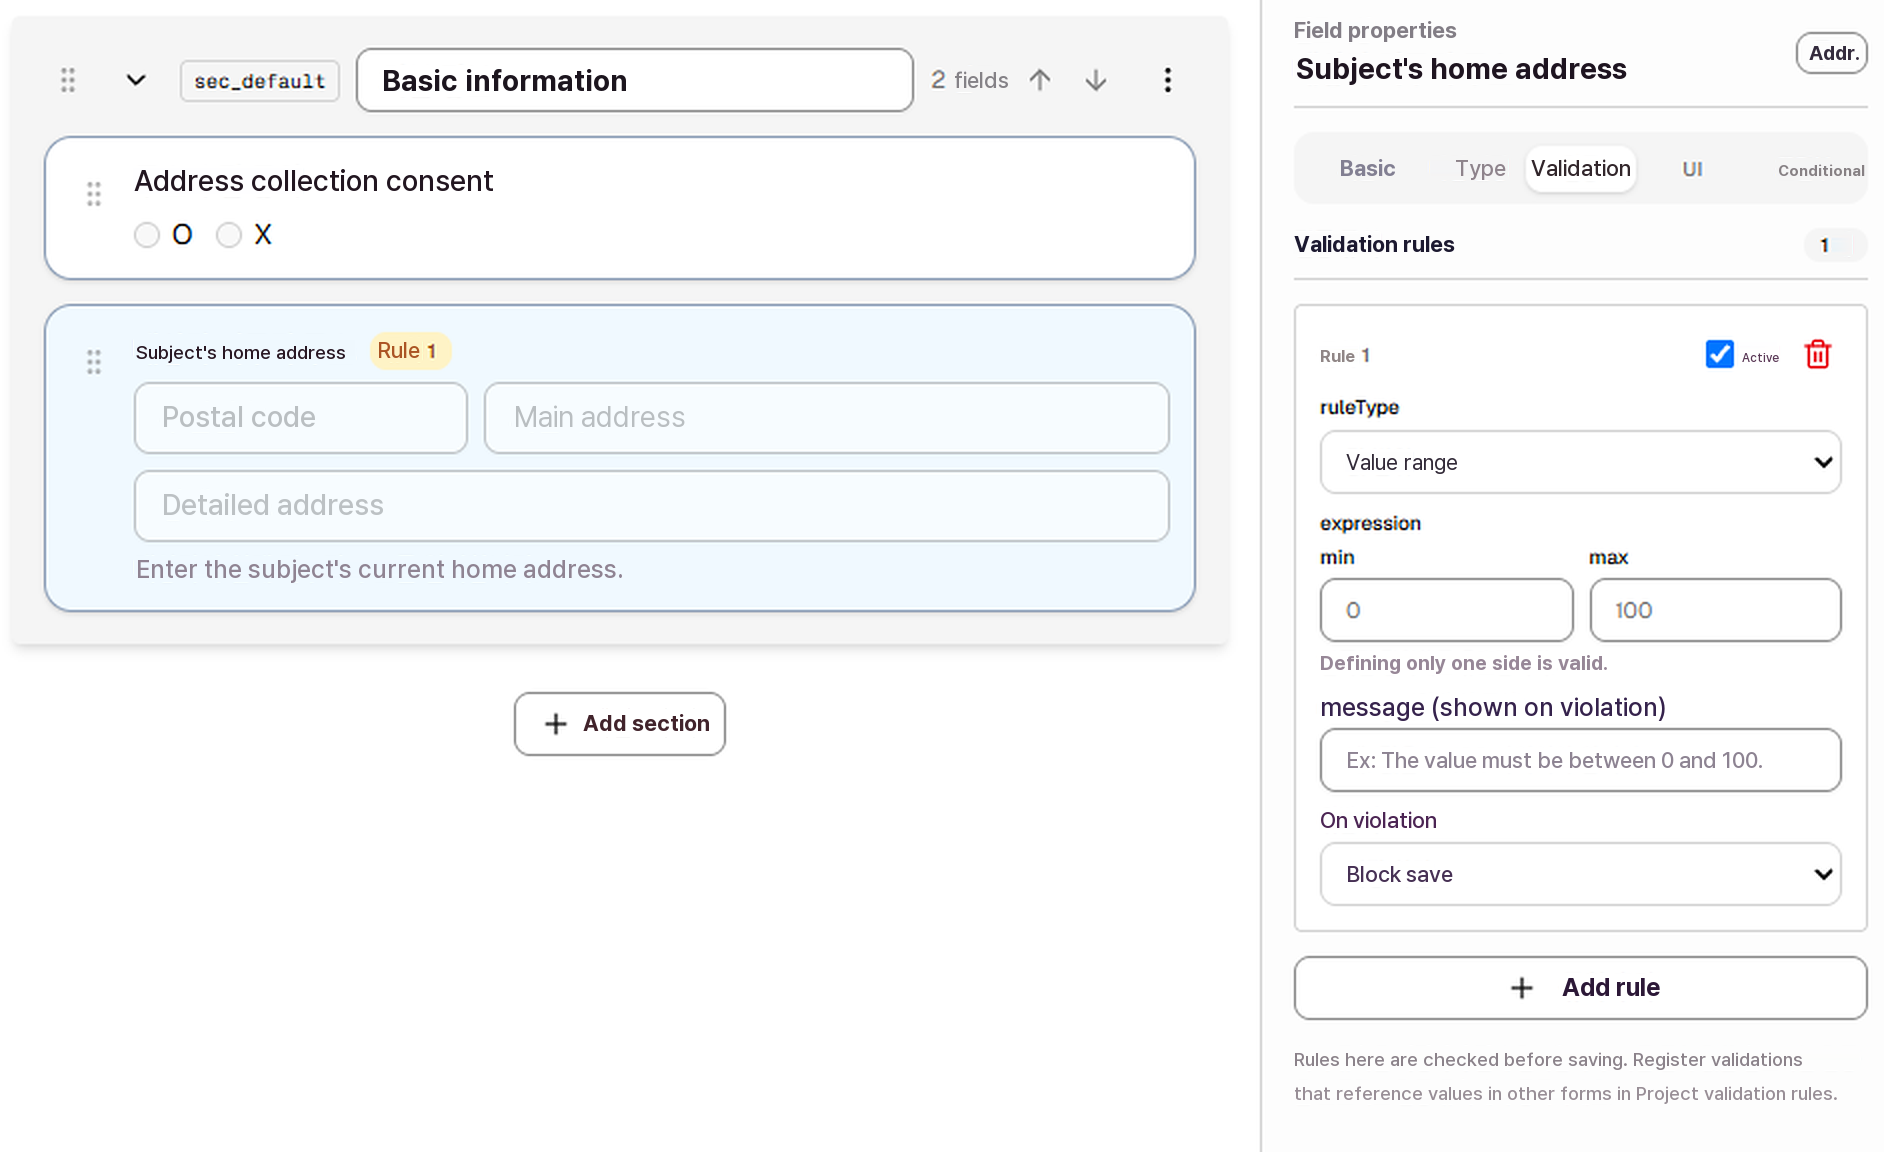 sec_default
Basic information
2 fields
Address collection consent
O X
Subject's home address Rule 1
Postal code Main address
Detailed address
Enter the subject's current home address.
Add section
Field properties
Subject's home address
Addr.
Basic Type Validation UI Conditional
Validation rules 1
Rule 1 Active
ruleType
Value range
expression
min max
0 100
Defining only one side is valid.
message (shown on violation)
Ex: The value must be between 0 and 100.
On violation
Block save
Add rule
Rules here are checked before saving. Register validations
that reference values in other forms in Project validation rules.